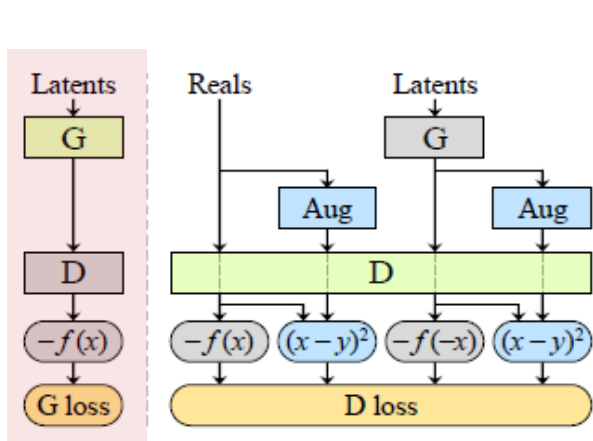 Latents Reals Latents
G G
Aug Aug
D D
−f(x) −f(x) (x−y)² −f(−x) (x−y)²
G loss D loss